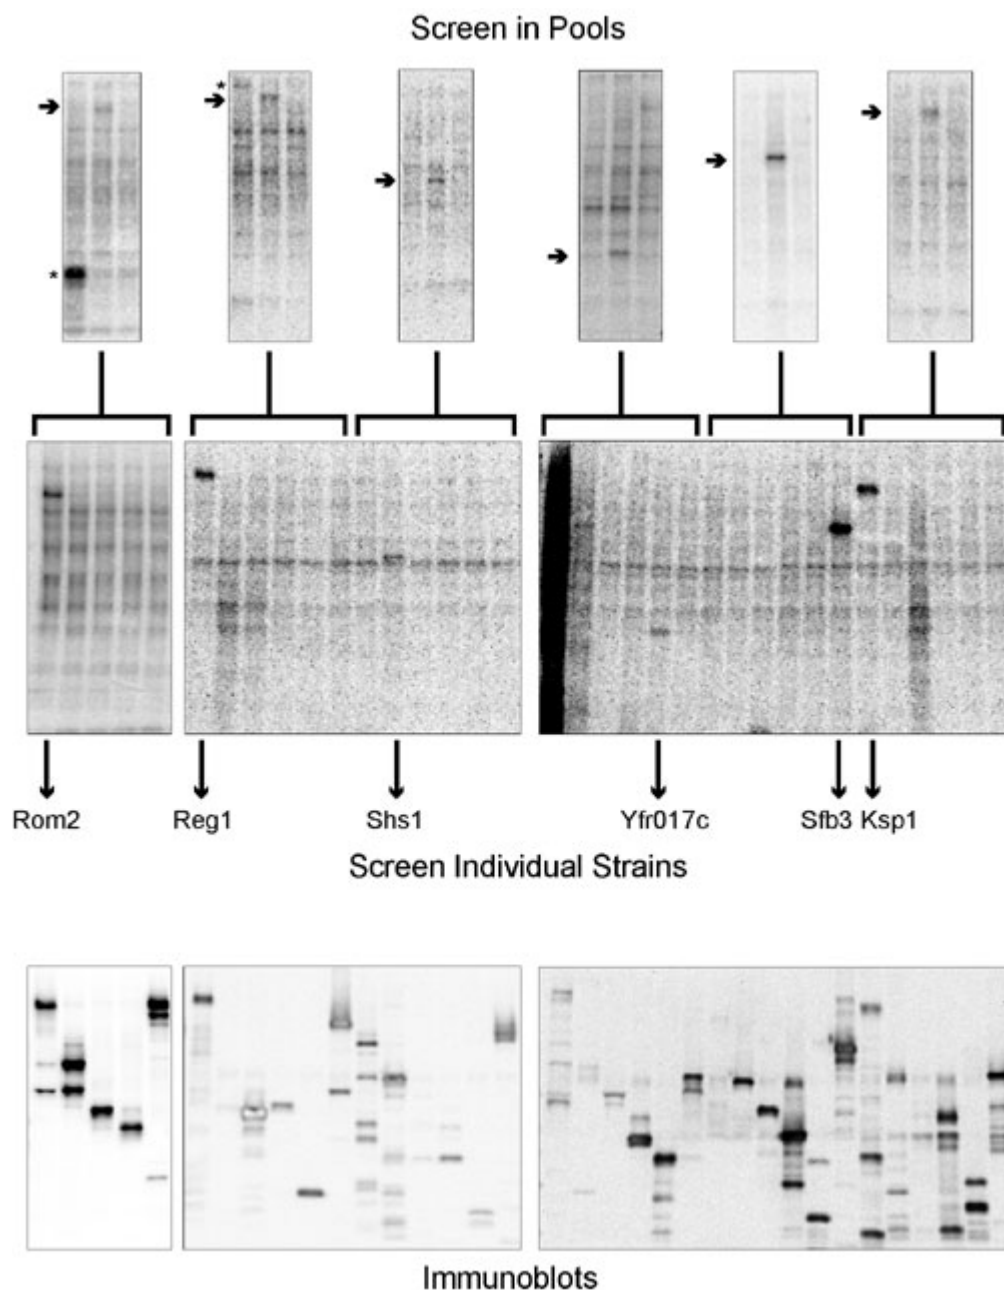 Screen in Pools
*
*
Rom2 Reg1 Shs1 Yfr017c Sfb3 Ksp1
Screen Individual Strains
Immunoblots